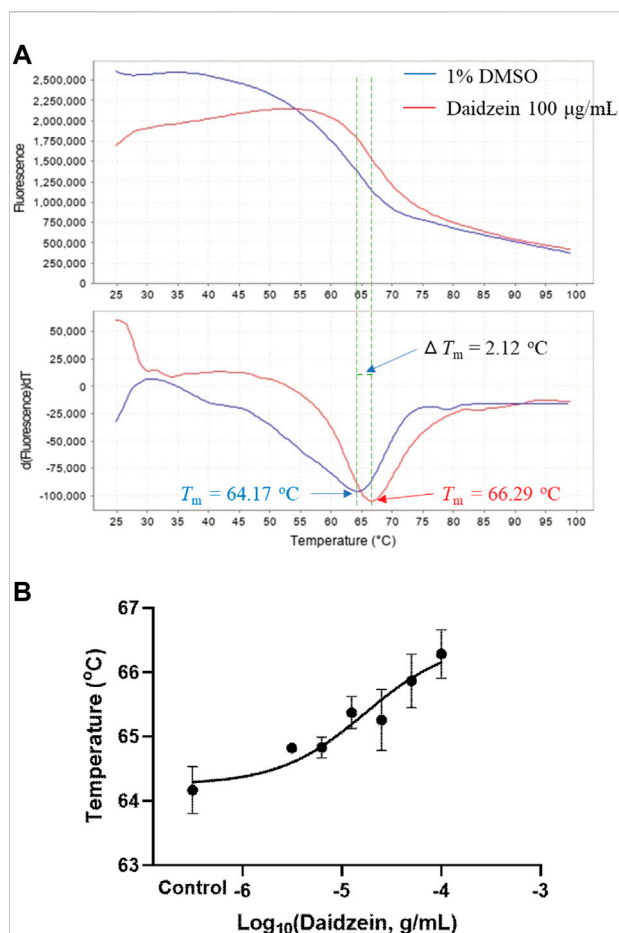 A
Fluorescence
2,500,000
2,250,000
2,000,000
1,750,000
1,500,000
1,250,000
1,000,000
750,000
500,000
250,000
0
1% DMSO
Daidzein 100 μg/mL
25 30 35 40 45 50 55 60 65 70 75 80 85 90 95 100
d(Fluorescence)/dT
50,000
25,000
0
-25,000
-50,000
-75,000
-100,000
Δ Tm = 2.12 °C
Tm = 64.17 °C
Tm = 66.29 °C
25 30 35 40 45 50 55 60 65 70 75 80 85 90 95 100
Temperature (°C)
B
Temperature (°C)
67
66
65
64
63
Control -6 -5 -4 -3
Log10(Daidzein, g/mL)